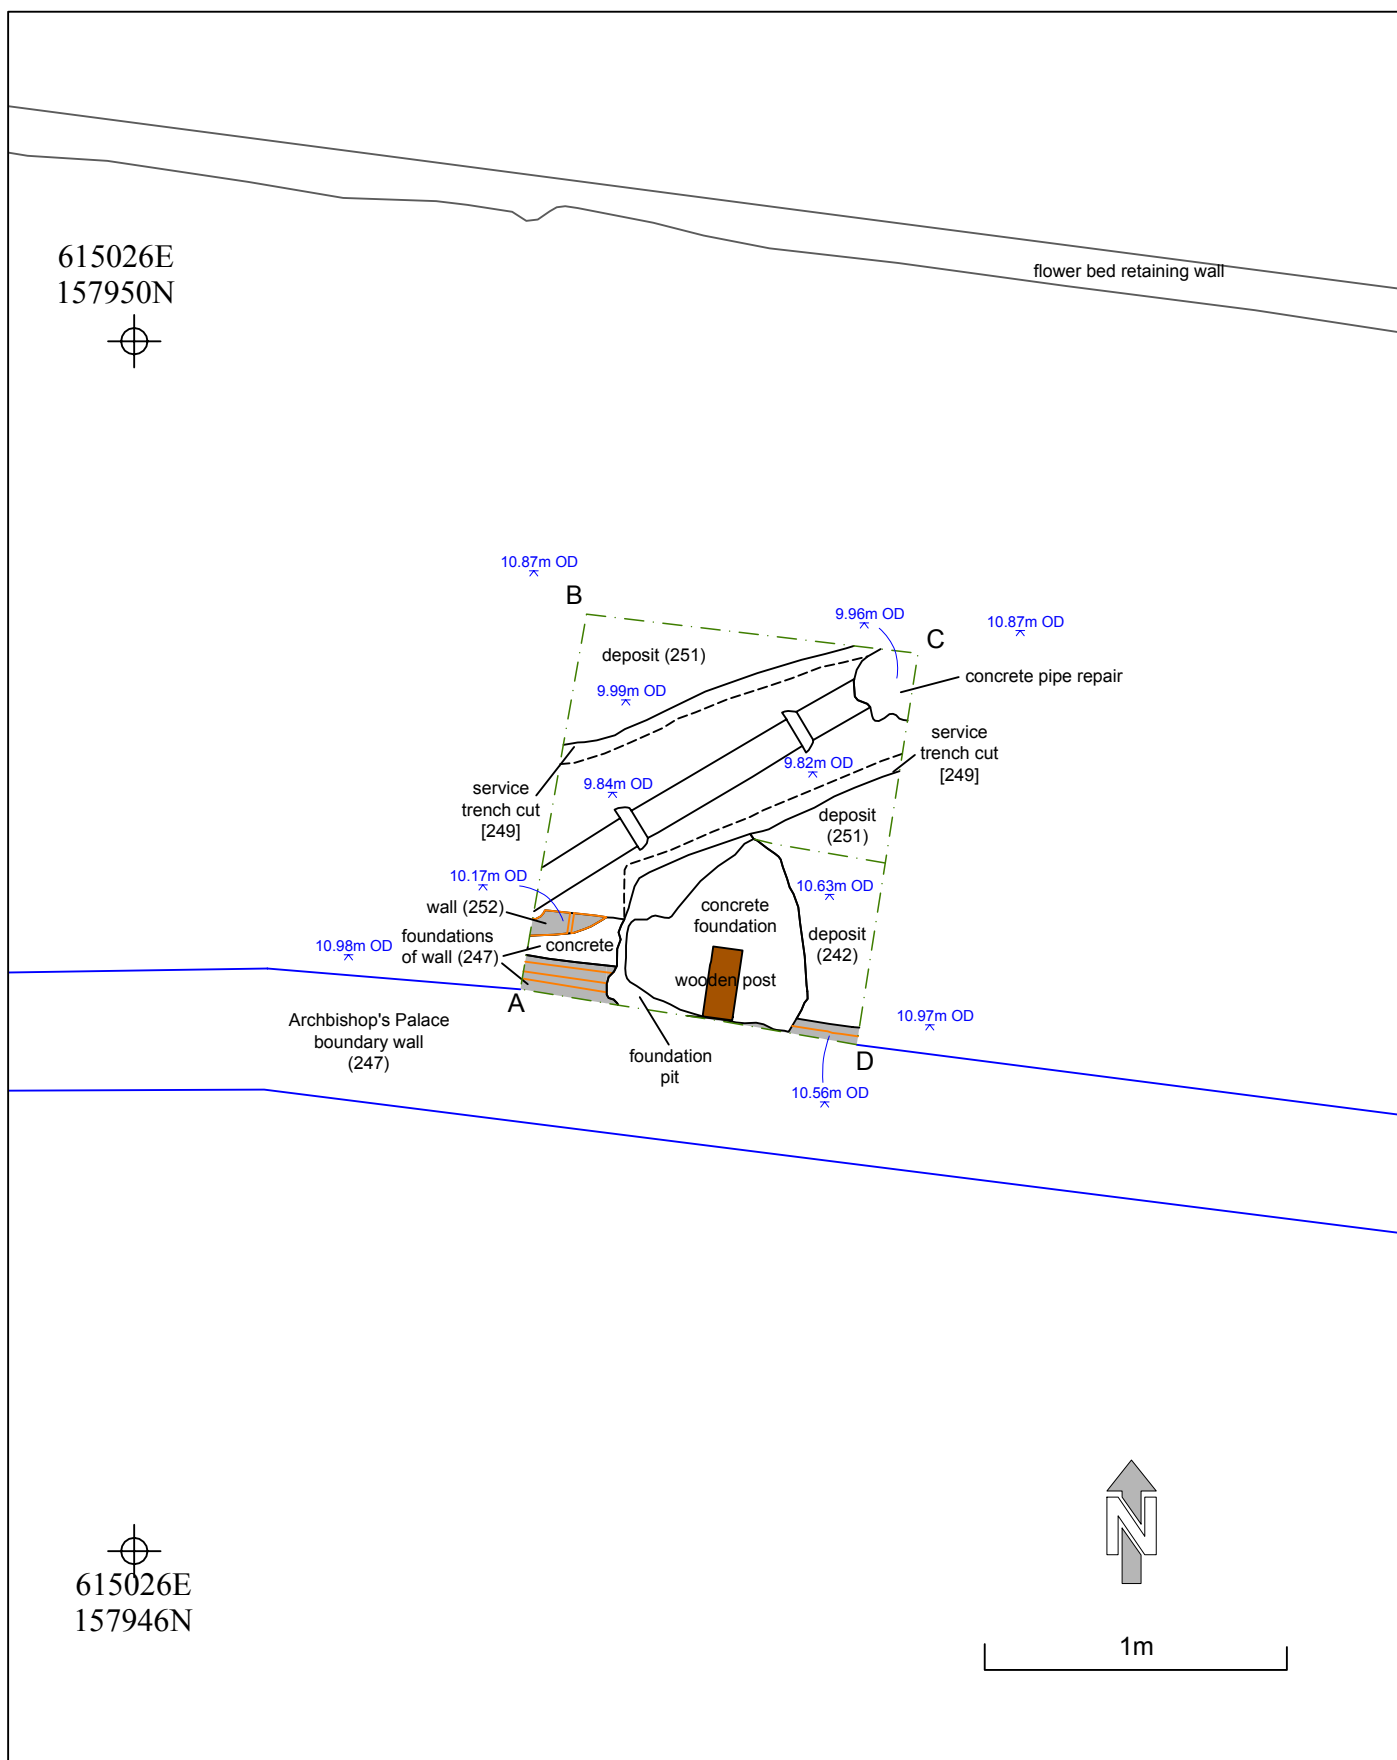 flower bed retaining wall
615026E
157950N
10.87m OD
B
9.96m OD
10.87m OD
C
deposit (251)
concrete pipe repair
9.99m OD
service
trench cut
[249]
9.82m OD
9.84m OD
service
trench cut
[249]
deposit
(251)
10.17m OD
10.63m OD
wall (252)
concrete
foundation
foundations
of wall (247)
concrete
deposit
(242)
10.98m OD
wooden post
A
10.97m OD
Archbishop's Palace
boundary wall
(247)
foundation
pit
D
10.56m OD
N
615026E
157946N
1m